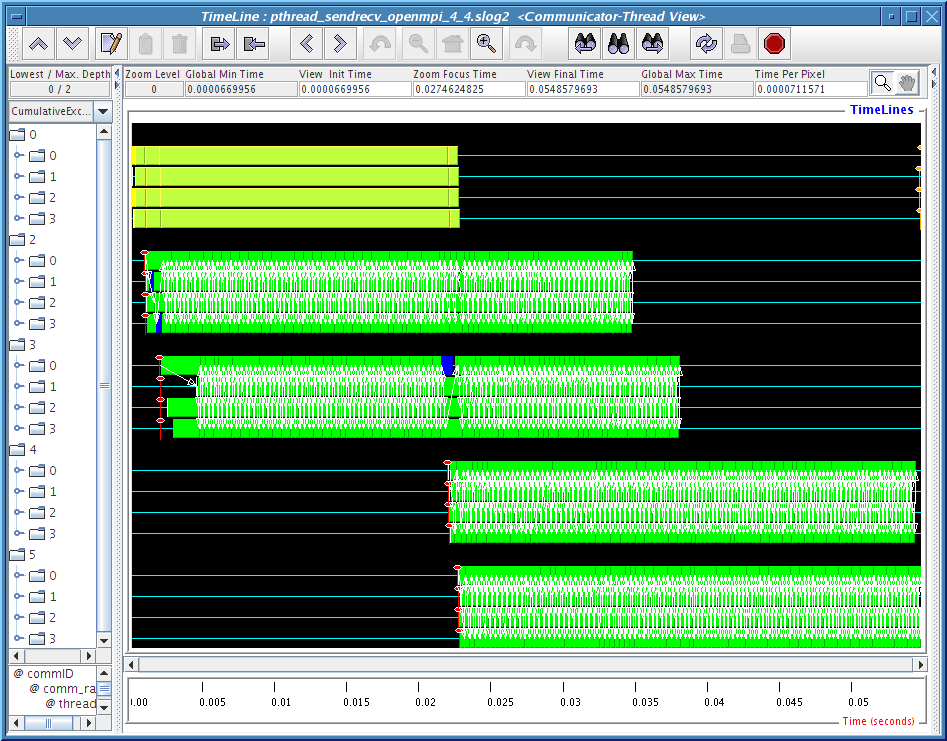 TimeLine : pthread_sendrecv_openmpi_4_4.slog2 <Communicator-Thread View>
Lowest / Max. Depth Zoom Level Global Min Time View Init Time Zoom Focus Time View Final Time Global Max Time Time Per Pixel
0 / 2 0 0.0000669956 0.0000669956 0.0274624825 0.0548579693 0.0548579693 0.0000711571
CumulativeExc...
TimeLines
0
0
1
2
3
2
0
1
2
3
3
0
1
2
3
4
0
1
2
3
5
0
1
2
3
@ commID
@ comm_ra
@ thread
0.00 0.005 0.01 0.015 0.02 0.025 0.03 0.035 0.04 0.045 0.05
Time (seconds)